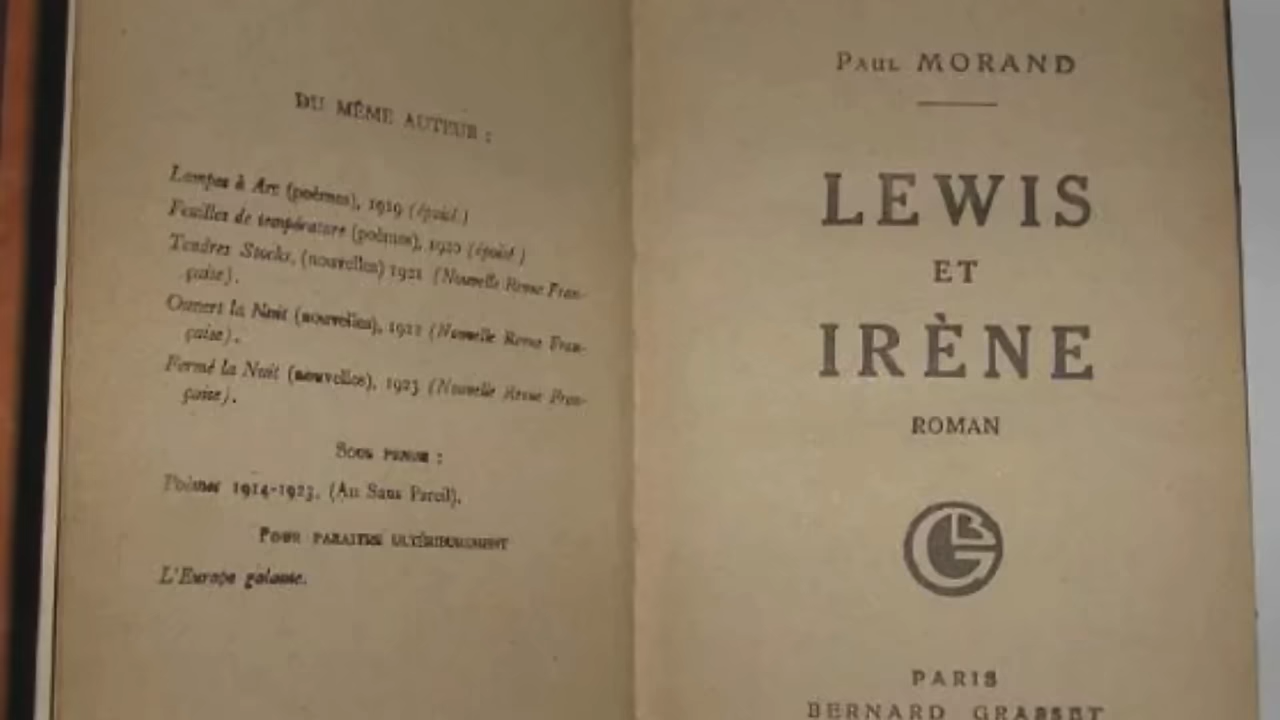 DU MÊME AUTEUR :
Lampes à Arc (poèmes), 1919 (épuisé.)
Feuilles de température (poèmes), 1920 (épuisé.)
Tendres Stocks, (nouvelles) 1921 (Nouvelle Revue Fran-
çaise).
Ouvert la Nuit (nouvelles), 1922 (Nouvelle Revue Fran-
çaise).
Fermé la Nuit (nouvelles), 1923 (Nouvelle Revue Fran-
çaise).
SOUS PRESSE :
Poèmes 1914-1923, (Au Sans Pareil).
POUR PARAITRE ULTÉRIEUREMENT
L'Europe galante.
PAUL MORAND
LEWIS
ET
IRÈNE
ROMAN
BG
PARIS
BERNARD GRASSET